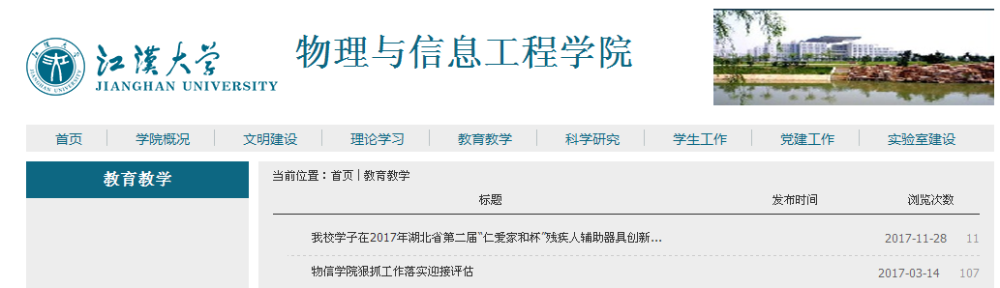 江漢大学
JIANGHAN UNIVERSITY
物理与信息工程学院
首页 学院概况 文明建设 理论学习 教育教学 科学研究 学生工作 党建工作 实验室建设
教育教学
当前位置：首页 | 教育教学
标题 发布时间 浏览次数
我校学子在2017年湖北省第二届“仁爱家和杯”残疾人辅助器具创新... 2017-11-28 11
物信学院狠抓工作落实迎接评估 2017-03-14 107